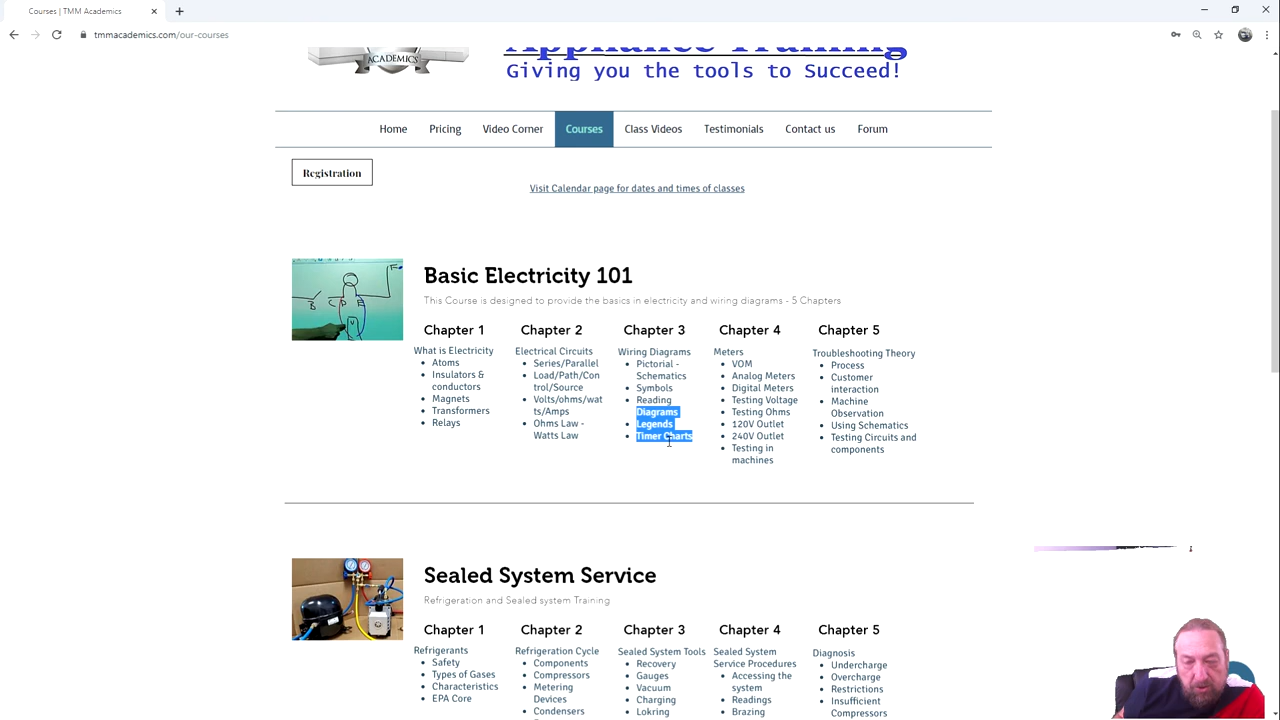 Courses | TMM Academics
tmmacademics.com/our-courses
ACADEMICS
Appliance Training
Giving you the tools to Succeed!
Home Pricing Video Corner Courses Class Videos Testimonials Contact us Forum
Registration
Visit Calendar page for dates and times of classes
Basic Electricity 101
This Course is designed to provide the basics in electricity and wiring diagrams - 5 Chapters
Chapter 1
What is Electricity
Atoms
Insulators &
conductors
Magnets
Transformers
Relays
Chapter 2
Electrical Circuits
Series/Parallel
Load/Path/Con
trol/Source
Volts/ohms/wat
ts/Amps
Ohms Law -
Watts Law
Chapter 3
Wiring Diagrams
Pictorial -
Schematics
Symbols
Reading
Diagrams
Legends
Timer Charts
Chapter 4
Meters
VOM
Analog Meters
Digital Meters
Testing Voltage
Testing Ohms
120V Outlet
240V Outlet
Testing in
machines
Chapter 5
Troubleshooting Theory
Process
Customer
interaction
Machine
Observation
Using Schematics
Testing Circuits and
components
Sealed System Service
Refrigeration and Sealed system Training
Chapter 1
Refrigerants
Safety
Types of Gases
Characteristics
EPA Core
Chapter 2
Refrigeration Cycle
Components
Compressors
Metering
Devices
Condensers
Chapter 3
Sealed System Tools
Recovery
Gauges
Vacuum
Charging
Lokring
Chapter 4
Sealed System
Service Procedures
Accessing the
system
Readings
Brazing
Chapter 5
Diagnosis
Undercharge
Overcharge
Restrictions
Insufficient
Compressors